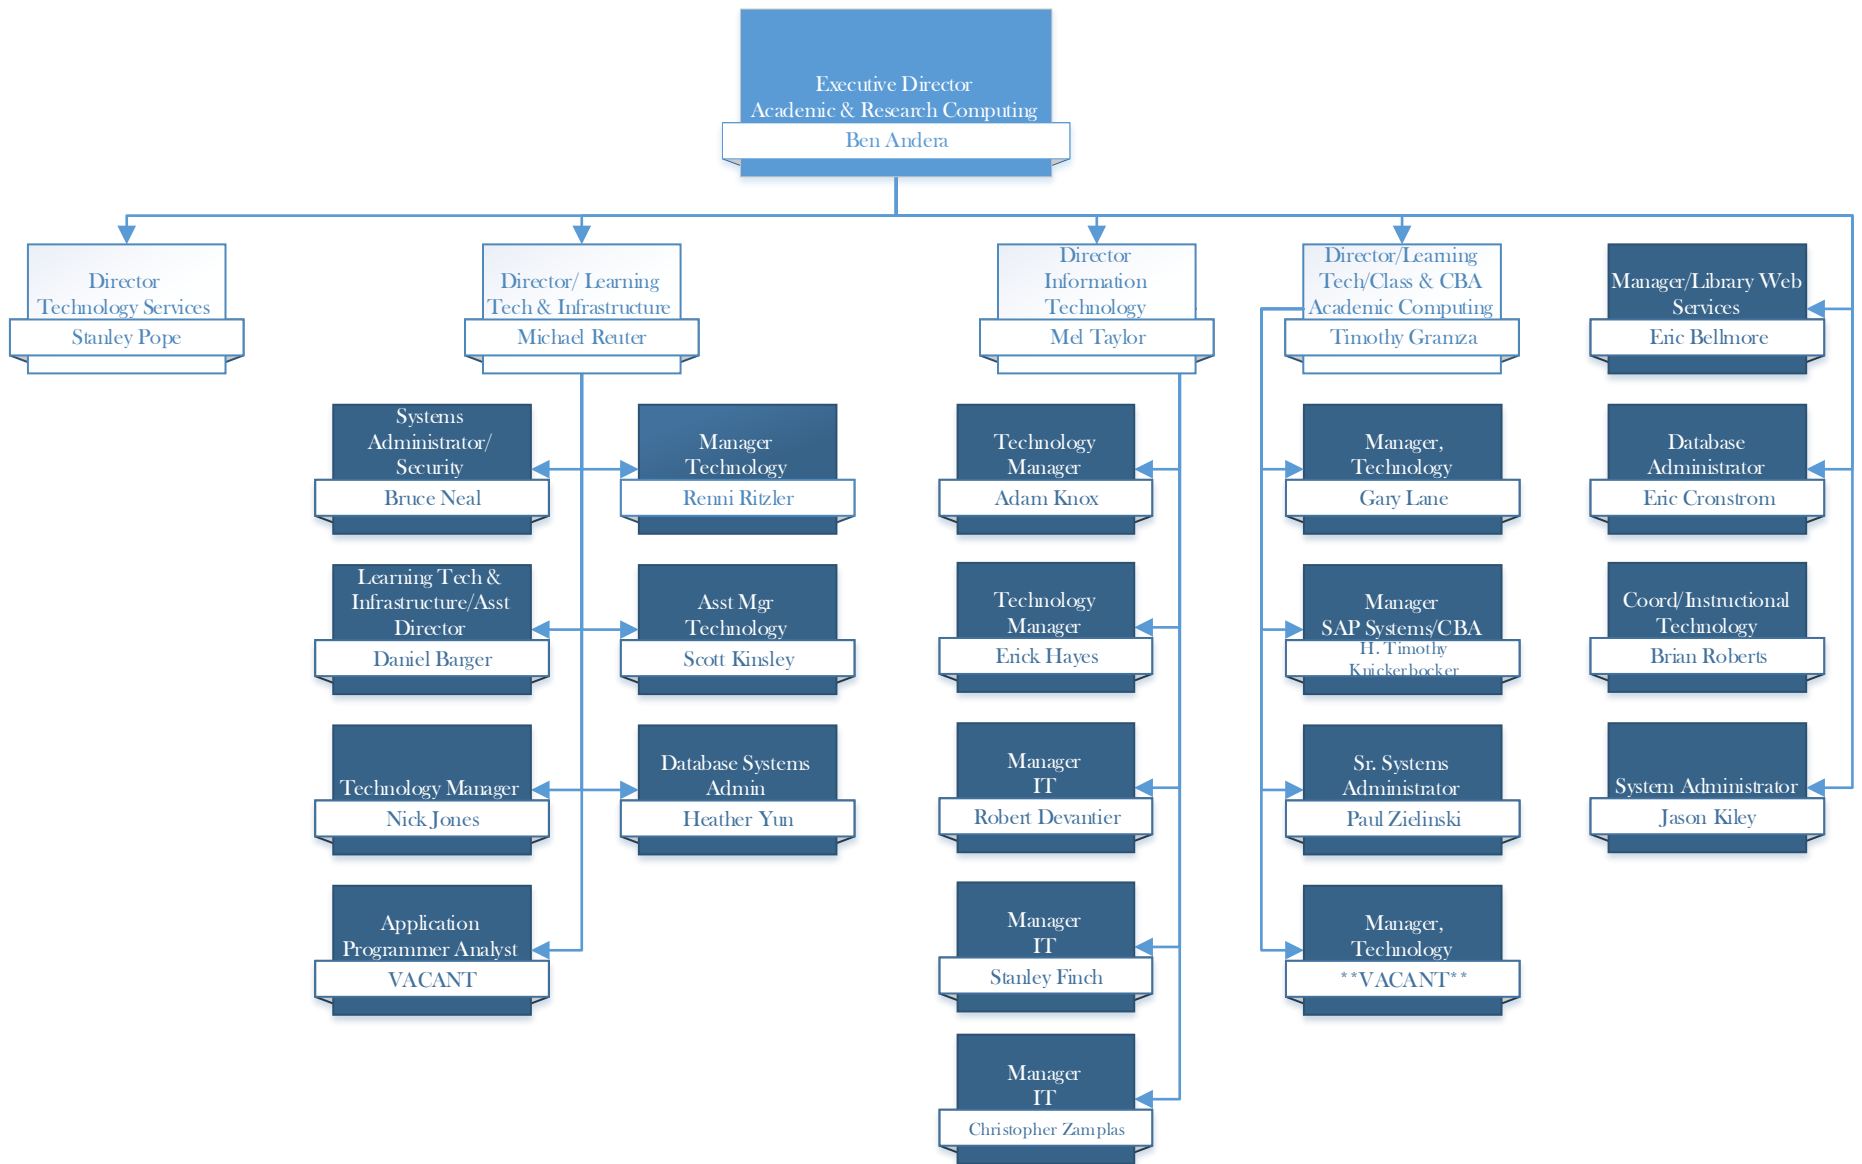 Executive Director
Academic & Research Computing
Ben Andera
Director
Technology Services
Stanley Pope
Director/ Learning
Tech & Infrastructure
Michael Reuter
Director
Information
Technology
Mel Taylor
Director/Learning
Tech/Class & CBA
Academic Computing
Timothy Gramza
Manager/Library Web
Services
Eric Bellmore
Systems
Administrator/
Security
Bruce Neal
Manager
Technology
Renni Ritzler
Technology
Manager
Adam Knox
Manager,
Technology
Gary Lane
Database
Administrator
Eric Cronstrom
Learning Tech &
Infrastructure/Asst
Director
Daniel Barger
Asst Mgr
Technology
Scott Kinsley
Technology
Manager
Erick Hayes
Manager
SAP Systems/CBA
H. Timothy
Knickerbocker
Coord/Instructional
Technology
Brian Roberts
Technology Manager
Nick Jones
Database Systems
Admin
Heather Yun
Manager
IT
Robert Devantier
Sr. Systems
Administrator
Paul Zielinski
System Administrator
Jason Kiley
Application
Programmer Analyst
VACANT
Manager
IT
Stanley Finch
Manager,
Technology
**VACANT**
Manager
IT
Christopher Zamplas